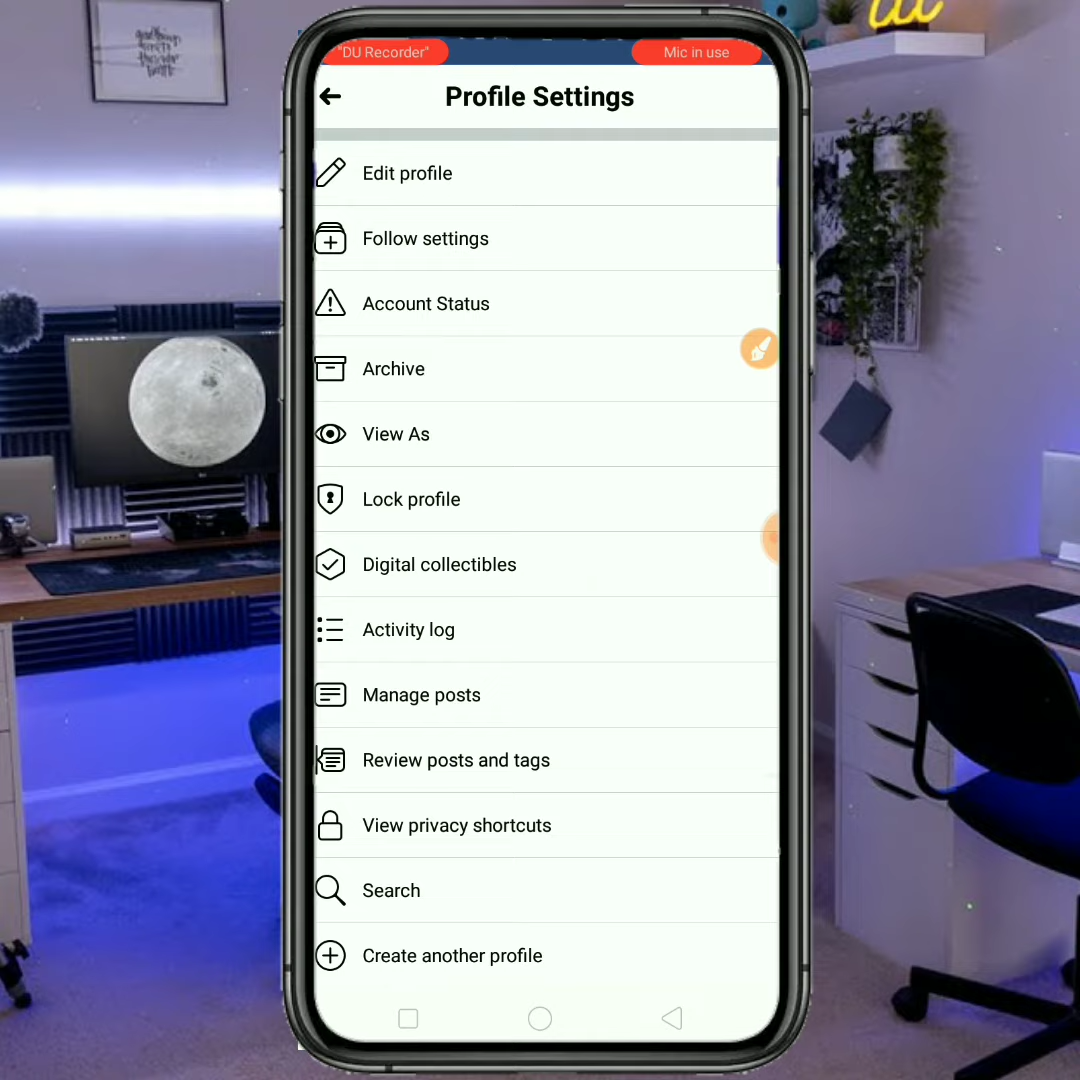 "DU Recorder"
Mic in use
Profile Settings
Edit profile
Follow settings
Account Status
Archive
View As
Lock profile
Digital collectibles
Activity log
Manage posts
Review posts and tags
View privacy shortcuts
Search
Create another profile